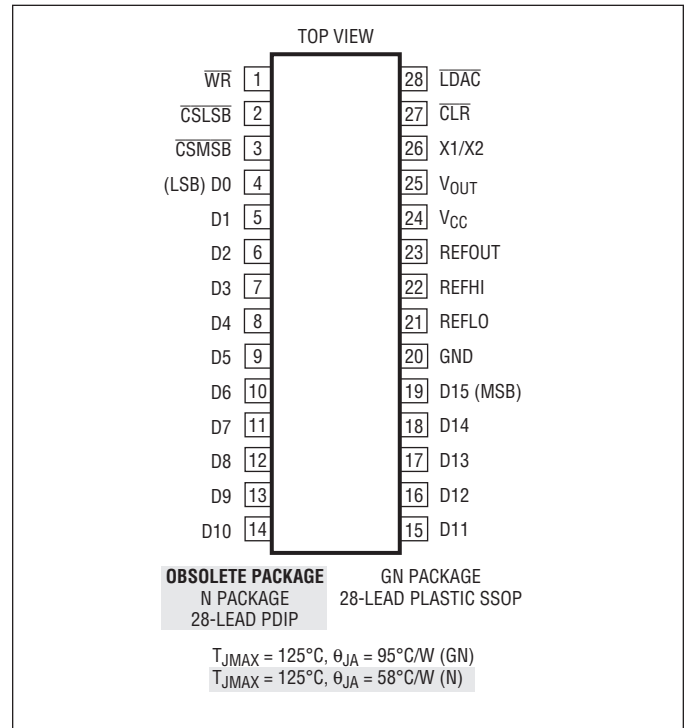 TOP VIEW
WR 1 28 LDAC
CSLSB 2 27 CLR
CSMSB 3 26 X1/X2
(LSB) D0 4 25 VOUT
D1 5 24 VCC
D2 6 23 REFOUT
D3 7 22 REFHI
D4 8 21 REFLO
D5 9 20 GND
D6 10 19 D15 (MSB)
D7 11 18 D14
D8 12 17 D13
D9 13 16 D12
D10 14 15 D11
OBSOLETE PACKAGE GN PACKAGE
N PACKAGE 28-LEAD PLASTIC SSOP
28-LEAD PDIP
TJMAX = 125°C, θJA = 95°C/W (GN)
TJMAX = 125°C, θJA = 58°C/W (N)